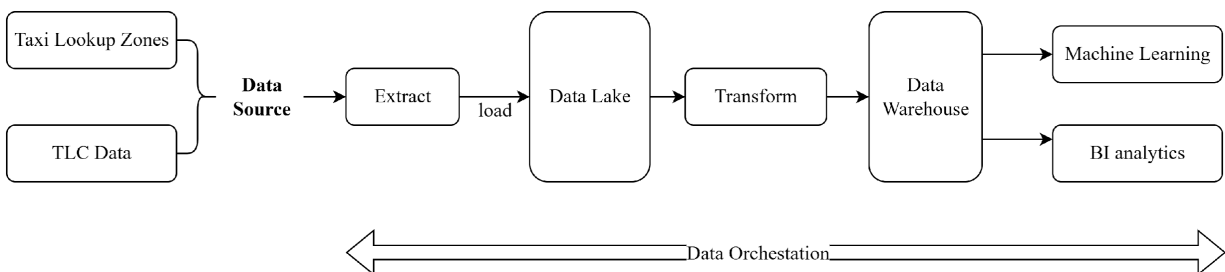 Taxi Lookup Zones
TLC Data
Data
Source
Extract
load
Data Lake
Transform
Data
Warehouse
Machine Learning
BI analytics
Data Orchestation